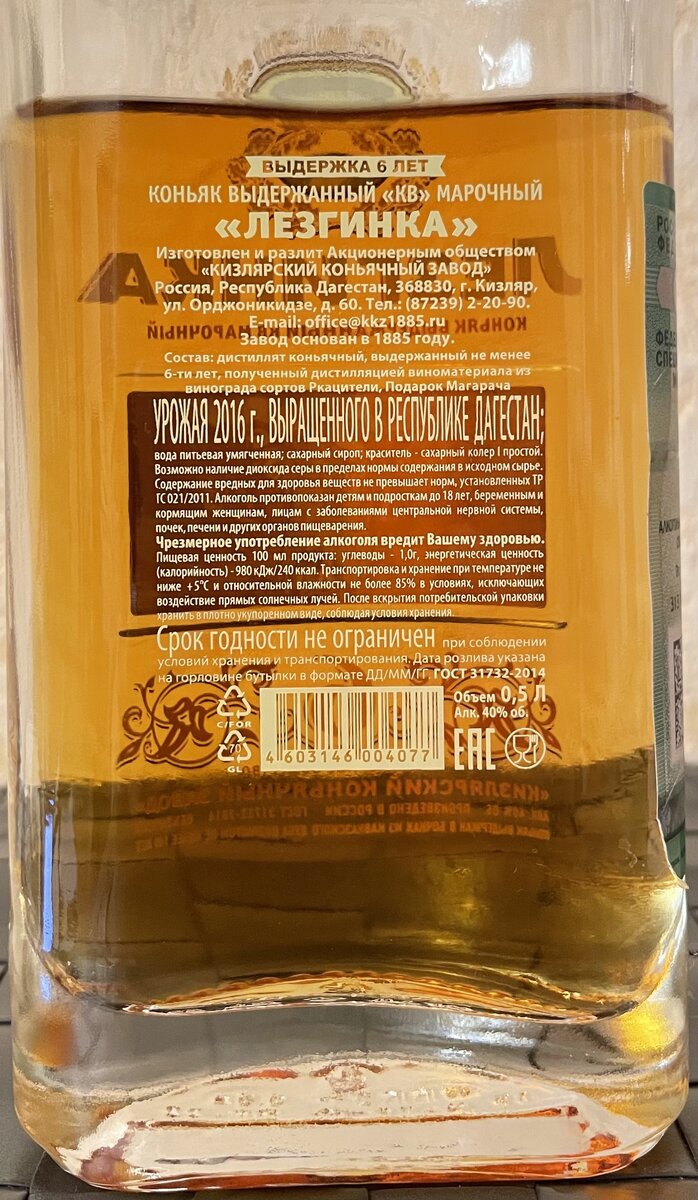 ВЫДЕРЖКА 6 ЛЕТ
КОНЬЯК ВЫДЕРЖАННЫЙ «КВ» МАРОЧНЫЙ
«ЛЕЗГИНКА»
Изготовлен и разлит Акционерным обществом
«КИЗЛЯРСКИЙ КОНЬЯЧНЫЙ ЗАВОД»
Россия, Республика Дагестан, 368830, г. Кизляр,
ул. Орджоникидзе, д. 60. Тел.: (87239) 2-20-90.
E-mail: office@kkz1885.ru
Завод основан в 1885 году.
Состав: дистиллят коньячный, выдержанный не менее
6-ти лет, полученный дистилляцией виноматериала из
винограда сортов Ркацители, Подарок Магарача
УРОЖАЯ 2016 г., ВЫРАЩЕННОГО В РЕСПУБЛИКЕ ДАГЕСТАН;
вода питьевая умягченная; сахарный сироп; краситель - сахарный колер I простой.
Возможно наличие диоксида серы в пределах нормы содержания в исходном сырье.
Содержание вредных для здоровья веществ не превышает норм, установленных ТР
ТС 021/2011. Алкоголь противопоказан детям и подросткам до 18 лет, беременным и
кормящим женщинам, лицам с заболеваниями центральной нервной системы,
почек, печени и других органов пищеварения.
Чрезмерное употребление алкоголя вредит Вашему здоровью.
Пищевая ценность 100 мл продукта: углеводы - 1,0г, энергетическая ценность
(калорийность) - 980 кДж/240 ккал. Транспортировка и хранение при температуре не
ниже +5°С и относительной влажности не более 85% в условиях, исключающих
воздействие прямых солнечных лучей. После вскрытия потребительской упаковки
хранить в плотно укупоренном виде, соблюдая условия хранения.
Срок годности не ограничен при соблюдении
условий хранения и транспортирования. Дата розлива указана
на горловине бутылки в формате ДД/ММ/ГГ. ГОСТ 31732-2014
Объем 0,5 Л
Алк. 40% об.
C/FOR
70
GL
4 603146 004077
EAC